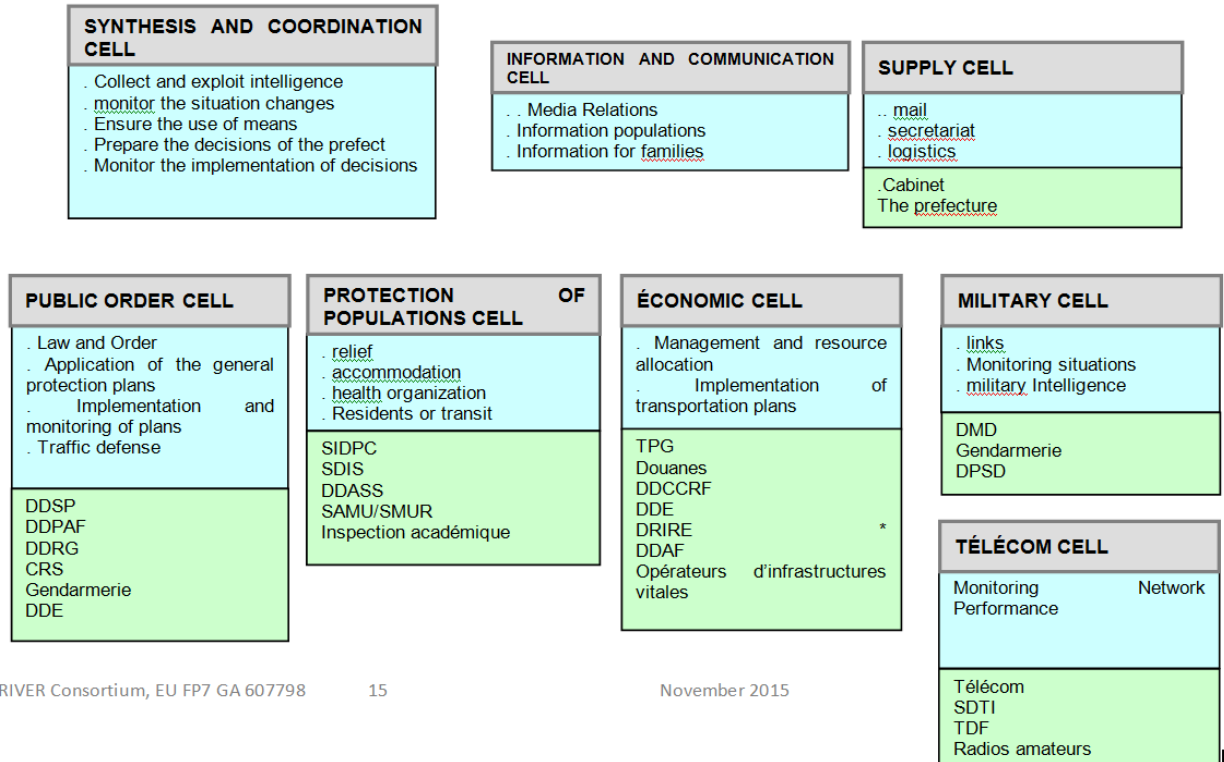 SYNTHESIS AND COORDINATION
CELL
. Collect and exploit intelligence
. monitor the situation changes
. Ensure the use of means
. Prepare the decisions of the prefect
. Monitor the implementation of decisions
INFORMATION AND COMMUNICATION
CELL
. . Media Relations
. Information populations
. Information for families
SUPPLY CELL
.. mail
. secretariat
. logistics
.Cabinet
The prefecture
PUBLIC ORDER CELL
. Law and Order
. Application of the general
protection plans
. Implementation and
monitoring of plans
. Traffic defense
DDSP
DDPAF
DDRG
CRS
Gendarmerie
DDE
PROTECTION OF
POPULATIONS CELL
. relief
. accommodation
. health organization
. Residents or transit
SIDPC
SDIS
DDASS
SAMU/SMUR
Inspection académique
ÉCONOMIC CELL
. Management and resource
allocation
. Implementation of
transportation plans
TPG
Douanes
DDCCRF
DDE
DRIRE *
DDAF
Opérateurs d'infrastructures
vitales
MILITARY CELL
. links
. Monitoring situations
. military Intelligence
DMD
Gendarmerie
DPSD
TÉLÉCOM CELL
Monitoring Network
Performance
Télécom
SDTI
TDF
Radios amateurs
RIVER Consortium, EU FP7 GA 607798 15 November 2015